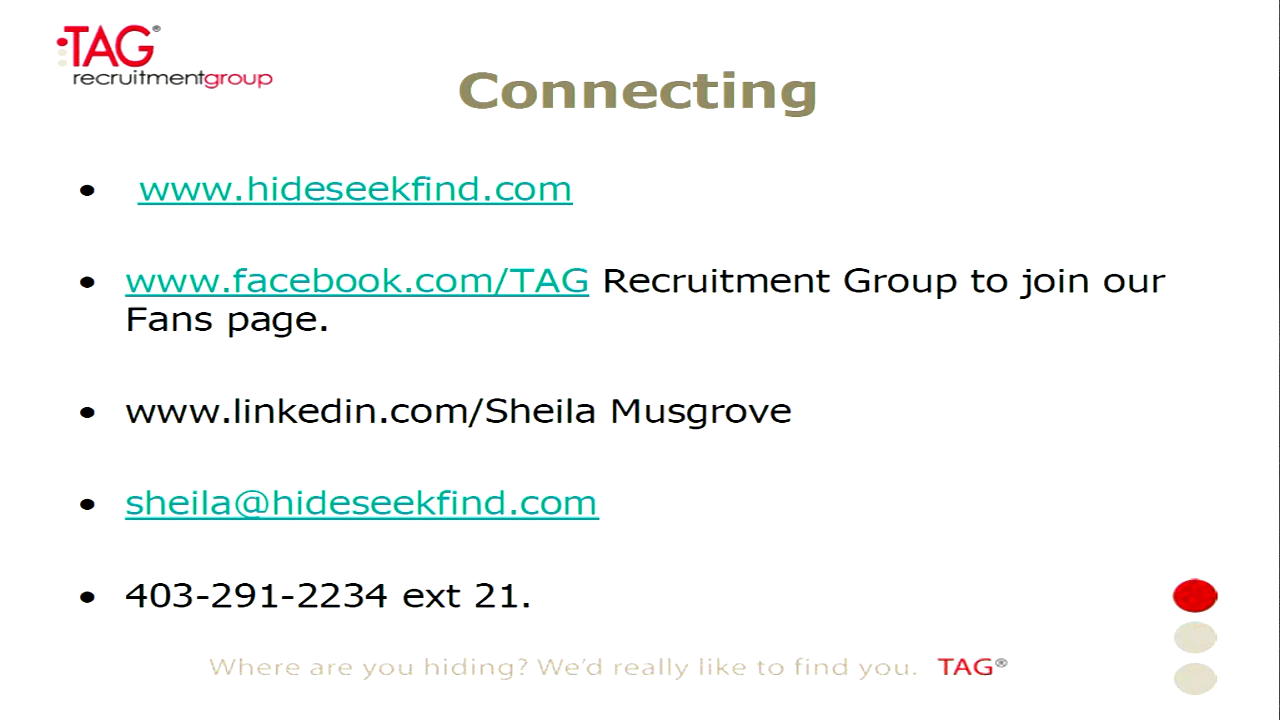 TAG®
recruitmentgroup
Connecting
• www.hideseekfind.com
• www.facebook.com/TAG Recruitment Group to join our
Fans page.
• www.linkedin.com/Sheila Musgrove
• sheila@hideseekfind.com
• 403-291-2234 ext 21.
Where are you hiding? We'd really like to find you. TAG®